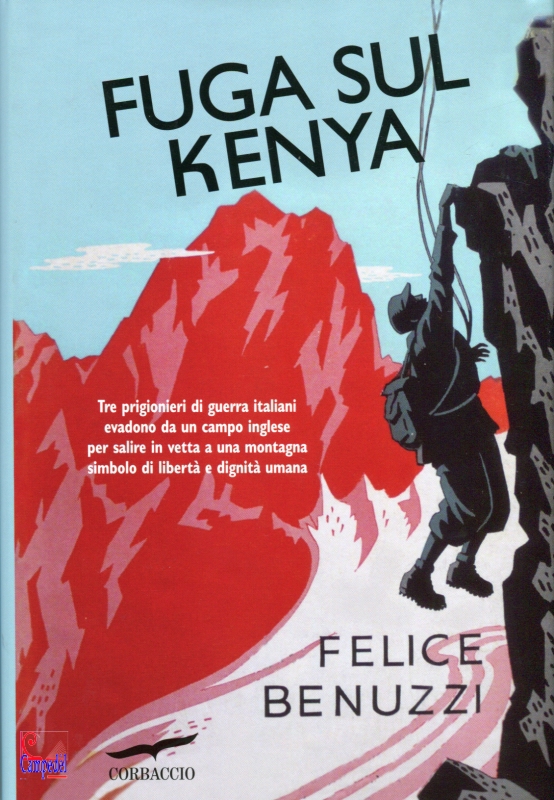 FUGA SUL
KENYA
Tre prigionieri di guerra italiani
evadono da un campo inglese
per salire in vetta a una montagna
simbolo di libertà e dignità umana
FELICE
BENUZZI
Campedel
CORBACCIO